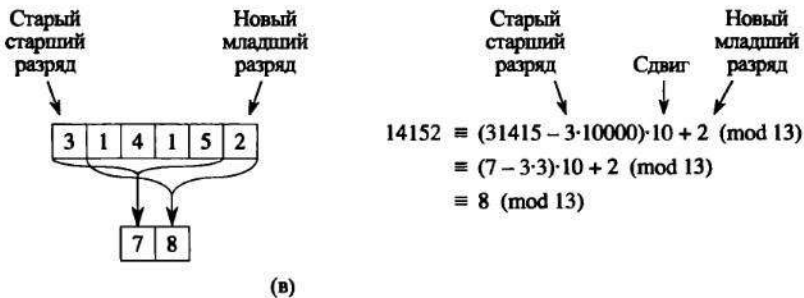 Старый
старший
разряд
Новый
младший
разряд
3 1 4 1 5 2
7 8
(в)
Старый
старший
разряд
Сдвиг
Новый
младший
разряд
14152 ≡ (31415 – 3·10000)·10 + 2 (mod 13)
≡ (7 – 3·3)·10 + 2 (mod 13)
≡ 8 (mod 13)